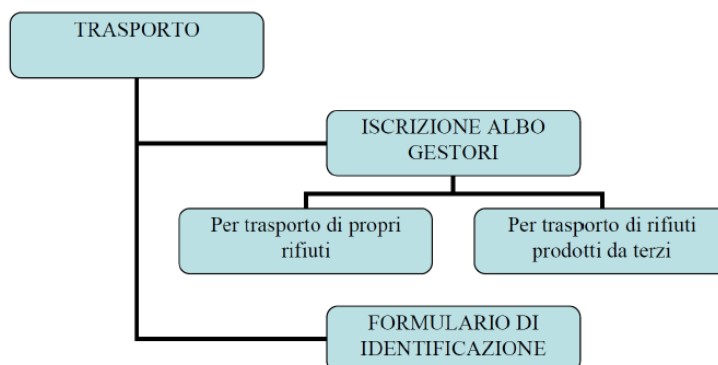 TRASPORTO
ISCRIZIONE ALBO
GESTORI
Per trasporto di propri
rifiuti
Per trasporto di rifiuti
prodotti da terzi
FORMULARIO DI
IDENTIFICAZIONE